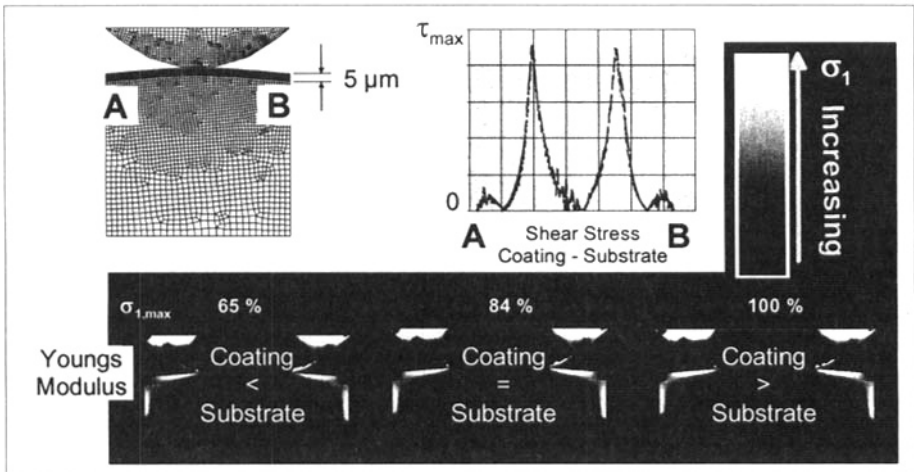 τmax
5 µm
A B
0
A B
Shear Stress
Coating - Substrate
σ1 Increasing
σ1,max 65 % 84 % 100 %
Youngs
Modulus
Coating
<
Substrate
Coating
=
Substrate
Coating
>
Substrate